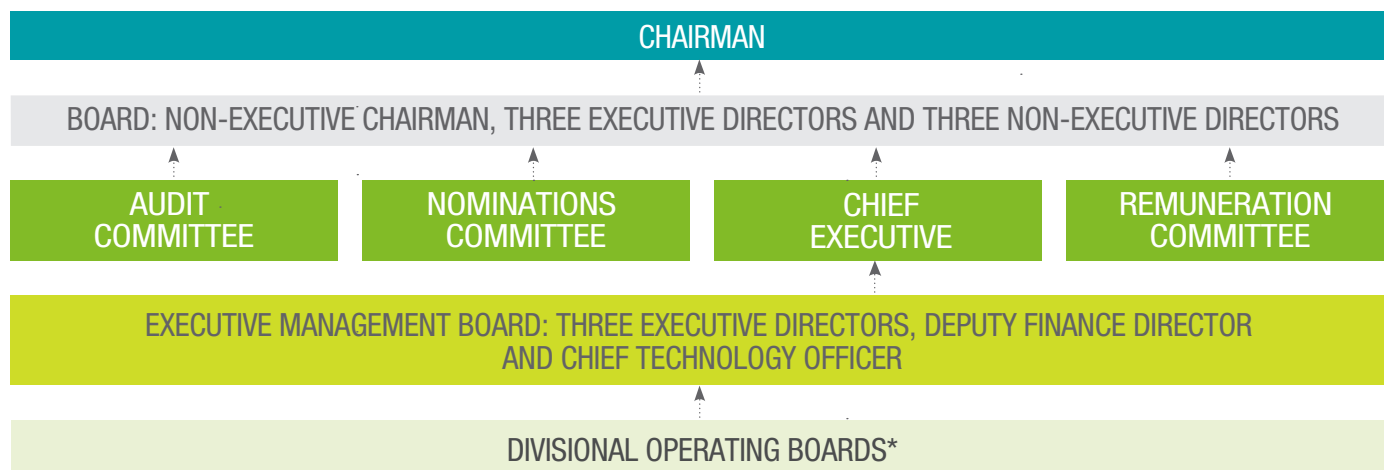 CHAIRMAN
BOARD: NON-EXECUTIVE CHAIRMAN, THREE EXECUTIVE DIRECTORS AND THREE NON-EXECUTIVE DIRECTORS
AUDIT
COMMITTEE
NOMINATIONS
COMMITTEE
CHIEF
EXECUTIVE
REMUNERATION
COMMITTEE
EXECUTIVE MANAGEMENT BOARD: THREE EXECUTIVE DIRECTORS, DEPUTY FINANCE DIRECTOR
AND CHIEF TECHNOLOGY OFFICER
DIVISIONAL OPERATING BOARDS*